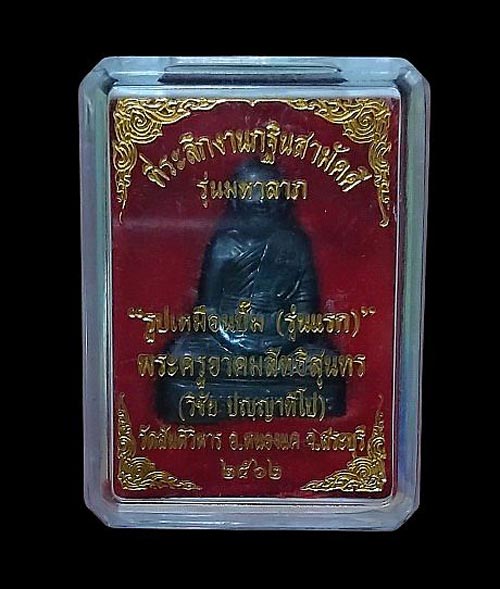 ที่ระลึกงานกฐินสามัคคี
รุ่นมหาลาภ
"รูปเหมือนปั๊ม (รุ่นแรก)"
พระครูอาคมสิทธิสุนทร
(วิชัย ปญฺญาทีโป)
วัดสันติวิหาร อ.หนองแค จ.สระบุรี
๒๕๖๒